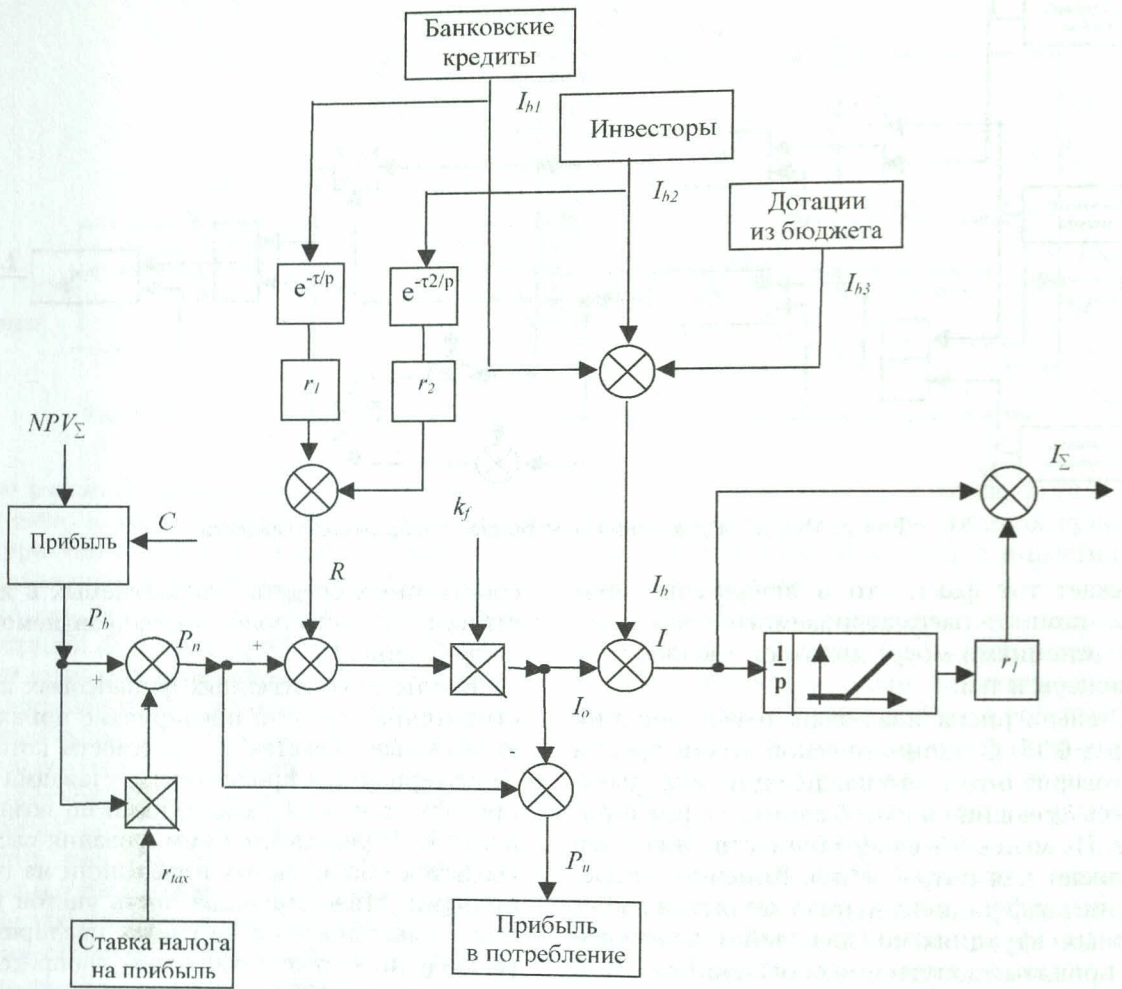 Банковские
кредиты
I_b1
Инвесторы
I_b2
Дотации
из бюджета
I_b3
e^-τ/p
e^-τ2/p
r_1
r_2
NPV_Σ
C
Прибыль
k_f
I_Σ
R
I_b
P_b
P_n
+
+
I
1
p
r_1
I_o
-
P_u
r_tax
Ставка налога
на прибыль
Прибыль
в потребление